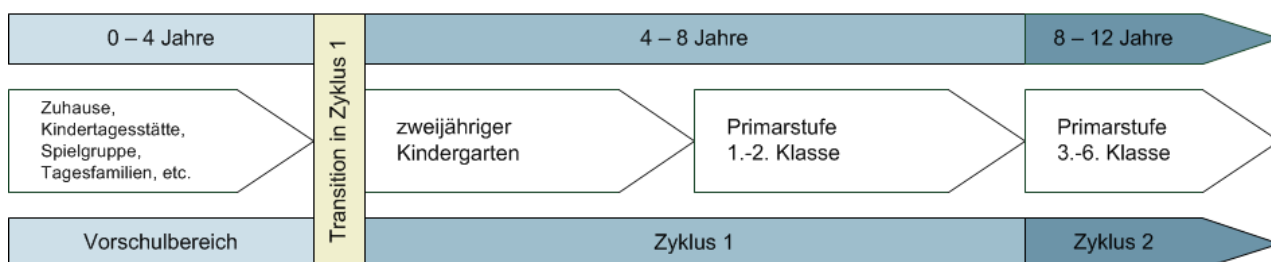 0 – 4 Jahre
Transition in Zyklus 1
4 – 8 Jahre
8 – 12 Jahre
Zuhause,
Kindertagesstätte,
Spielgruppe,
Tagesfamilien, etc.
zweijähriger
Kindergarten
Primarstufe
1.-2. Klasse
Primarstufe
3.-6. Klasse
Vorschulbereich
Zyklus 1
Zyklus 2